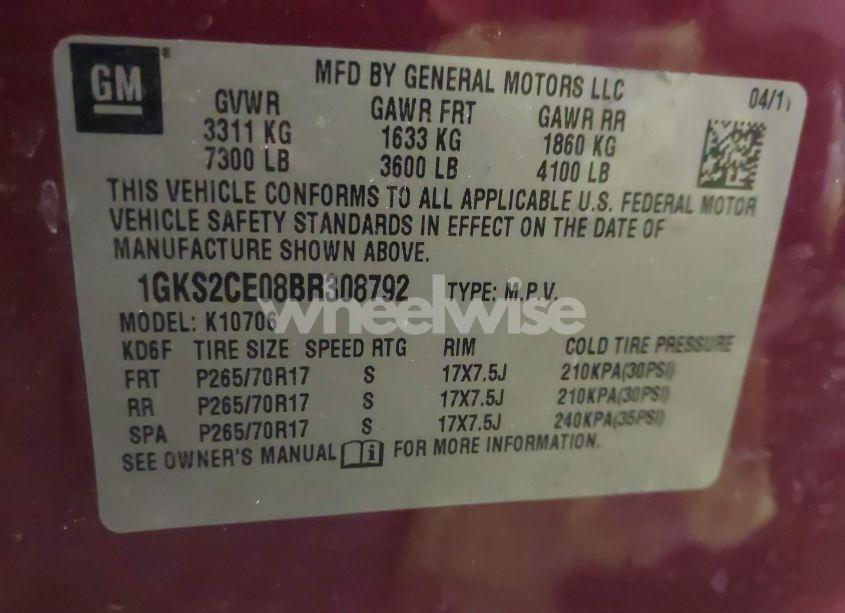 GM
MFD BY GENERAL MOTORS LLC
04/11
GVWR GAWR FRT GAWR RR
3311 KG 1633 KG 1860 KG
7300 LB 3600 LB 4100 LB
THIS VEHICLE CONFORMS TO ALL APPLICABLE U.S. FEDERAL MOTOR
VEHICLE SAFETY STANDARDS IN EFFECT ON THE DATE OF
MANUFACTURE SHOWN ABOVE.
1GKS2CE08BR308792 TYPE: M.P.V.
wheelwise
MODEL: K10706
KD6F TIRE SIZE SPEED RTG RIM COLD TIRE PRESSURE
FRT P265/70R17 S 17X7.5J 210KPA(30PSI)
RR P265/70R17 S 17X7.5J 210KPA(30PSI)
SPA P265/70R17 S 17X7.5J 240KPA(35PSI)
SEE OWNER'S MANUAL i FOR MORE INFORMATION.